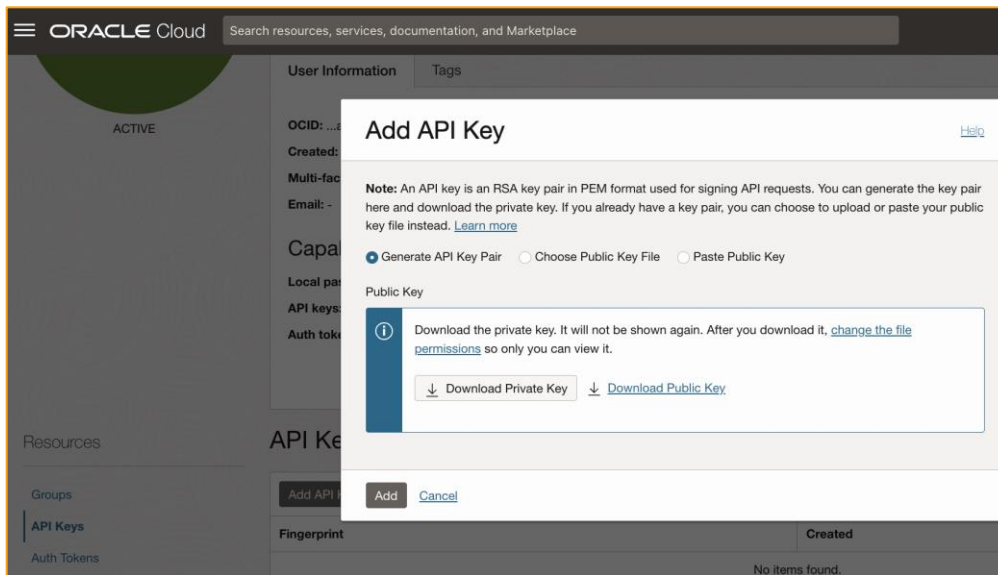 ORACLE Cloud
Search resources, services, documentation, and Marketplace
ACTIVE
User Information Tags
OCID: ...
Created:
Email: -
Local
API keys:
Auth
Resources
Groups
API Keys
Auth Tokens
Add API Key
Help
Note: An API key is an RSA key pair in PEM format used for signing API requests. You can generate the key pair
here and download the private key. If you already have a key pair, you can choose to upload or paste your public
key file instead. Learn more
Generate API Key Pair Choose Public Key File Paste Public Key
Public Key
Download the private key. It will not be shown again. After you download it, change the file
permissions so only you can view it.
Download Private Key Download Public Key
Add Cancel
API Ke
Add API
Fingerprint Created
No items found.